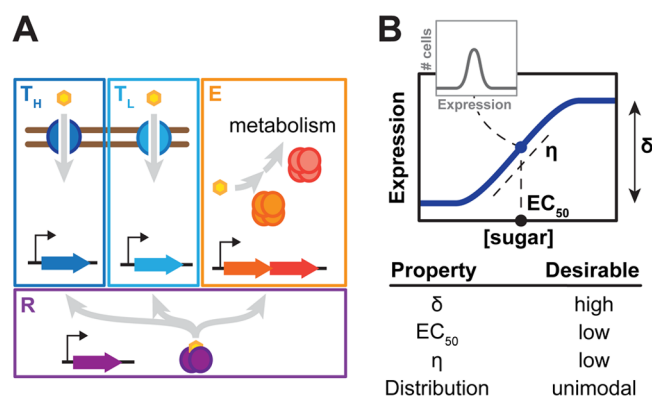 A
T_H
T_L
E
metabolism
R
B
# cells
Expression
Expression
η
δ
EC50
[sugar]
Property Desirable
δ high
EC50 low
η low
Distribution unimodal